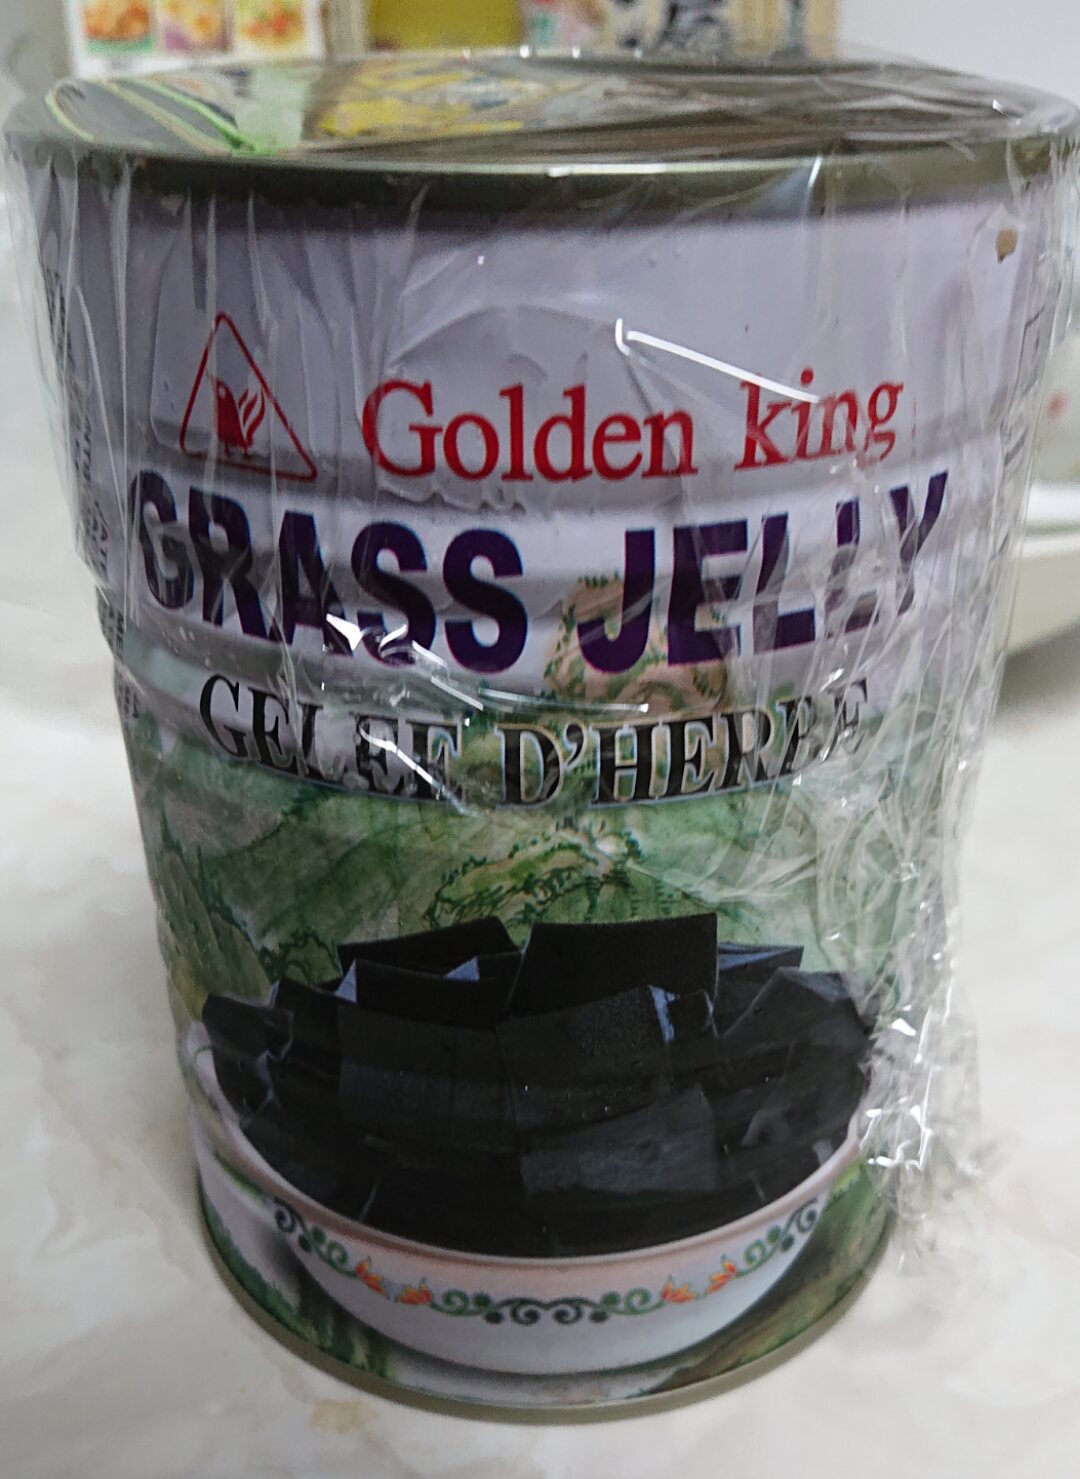 Golden king
GRASS JELLY
GELEE D'HERBE